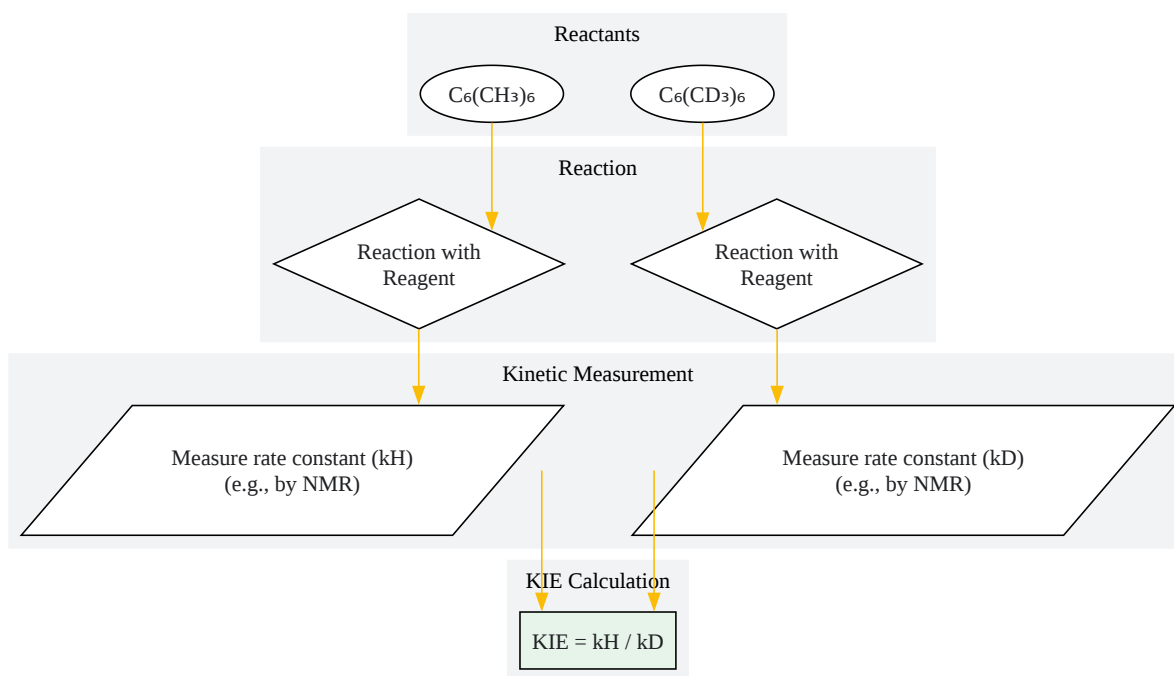 Reactants
C₆(CH₃)₆
C₆(CD₃)₆
Reaction
Reaction with
Reagent
Reaction with
Reagent
Kinetic Measurement
Measure rate constant (kH)
(e.g., by NMR)
Measure rate constant (kD)
(e.g., by NMR)
KIE Calculation
KIE = kH / kD